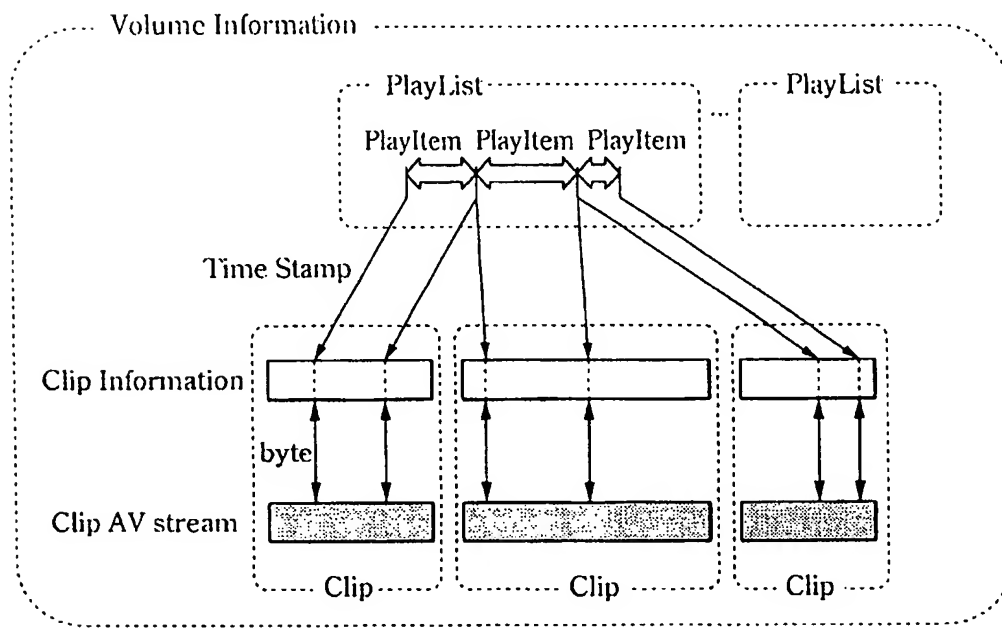 Volume Information
PlayList
PlayList
...
PlayItem PlayItem PlayItem
Time Stamp
Clip Information
byte
Clip AV stream
Clip
Clip
Clip